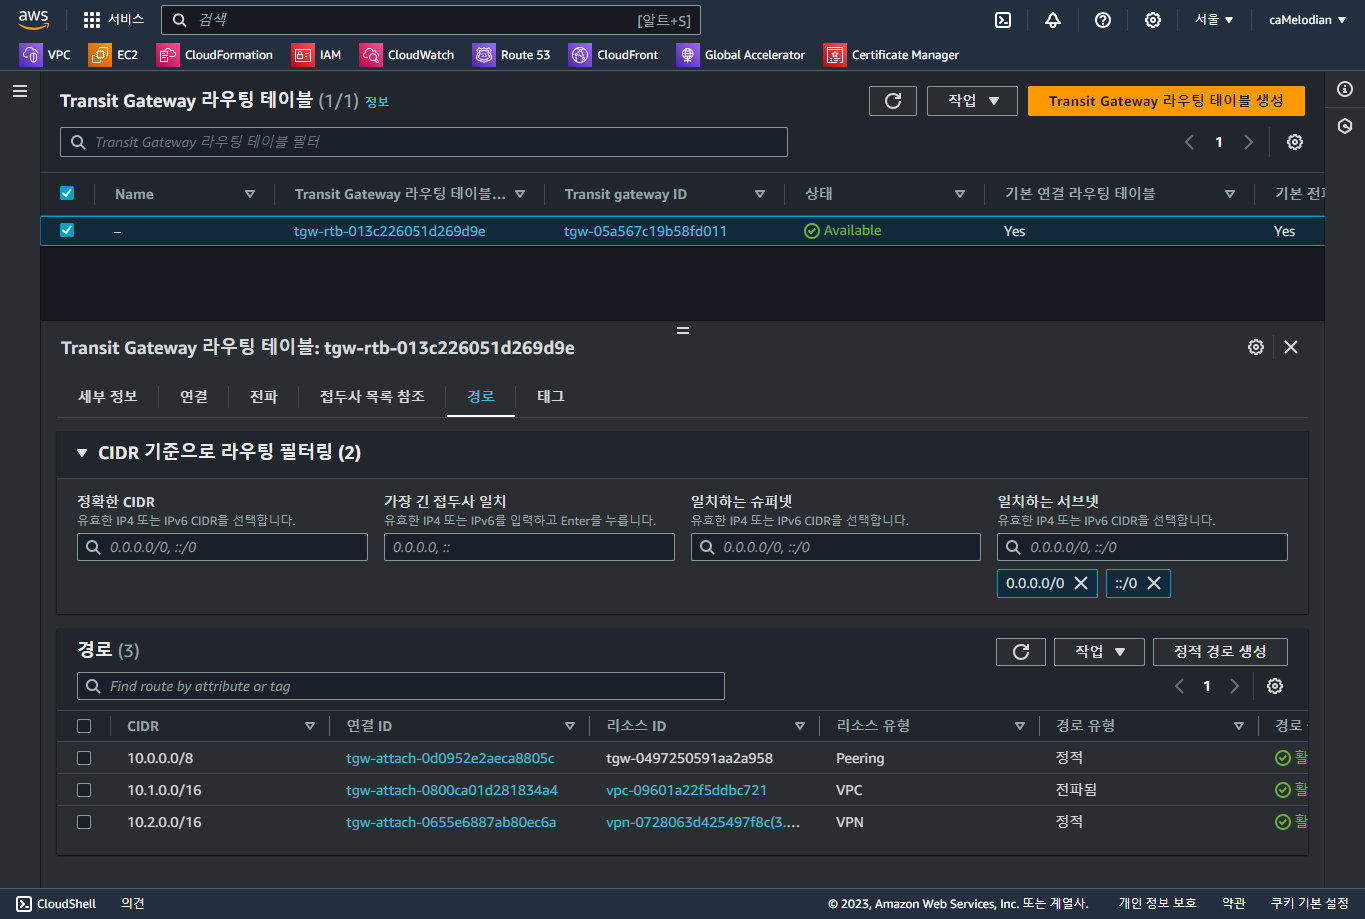 aws 서비스 검색 [알트+S] 서울 ▼ caMelodian ▼
VPC EC2 CloudFormation IAM CloudWatch Route 53 CloudFront Global Accelerator Certificate Manager
Transit Gateway 라우팅 테이블 (1/1) 정보 작업 ▼ Transit Gateway 라우팅 테이블 생성
Transit Gateway 라우팅 테이블 필터 1
Name Transit Gateway 라우팅 테이블... Transit gateway ID 상태 기본 연결 라우팅 테이블 기본 전파
– tgw-rtb-013c226051d269d9e tgw-05a567c19b58fd011 Available Yes Yes
Transit Gateway 라우팅 테이블: tgw-rtb-013c226051d269d9e
세부 정보 연결 전파 접두사 목록 참조 경로 태그
▼ CIDR 기준으로 라우팅 필터링 (2)
정확한 CIDR 가장 긴 접두사 일치 일치하는 슈퍼넷 일치하는 서브넷
유효한 IP4 또는 IPv6 CIDR을 선택합니다. 유효한 IP4 또는 IPv6를 입력하고 Enter를 누릅니다. 유효한 IP4 또는 IPv6 CIDR을 선택합니다. 유효한 IP4 또는 IPv6 CIDR을 선택합니다.
0.0.0.0/0, ::/0 0.0.0.0, :: 0.0.0.0/0, ::/0 0.0.0.0/0, ::/0
0.0.0.0/0 ::/0
경로 (3) 작업 ▼ 정적 경로 생성
Find route by attribute or tag 1
CIDR 연결 ID 리소스 ID 리소스 유형 경로 유형 경로
10.0.0.0/8 tgw-attach-0d0952e2aeca8805c tgw-0497250591aa2a958 Peering 정적 활
10.1.0.0/16 tgw-attach-0800ca01d281834a4 vpc-09601a22f5ddbc721 VPC 전파됨 활
10.2.0.0/16 tgw-attach-0655e6887ab80ec6a vpn-0728063d425497f8c(3.... VPN 정적 활
CloudShell 의견 © 2023, Amazon Web Services, Inc. 또는 계열사. 개인 정보 보호 약관 쿠키 기본 설정